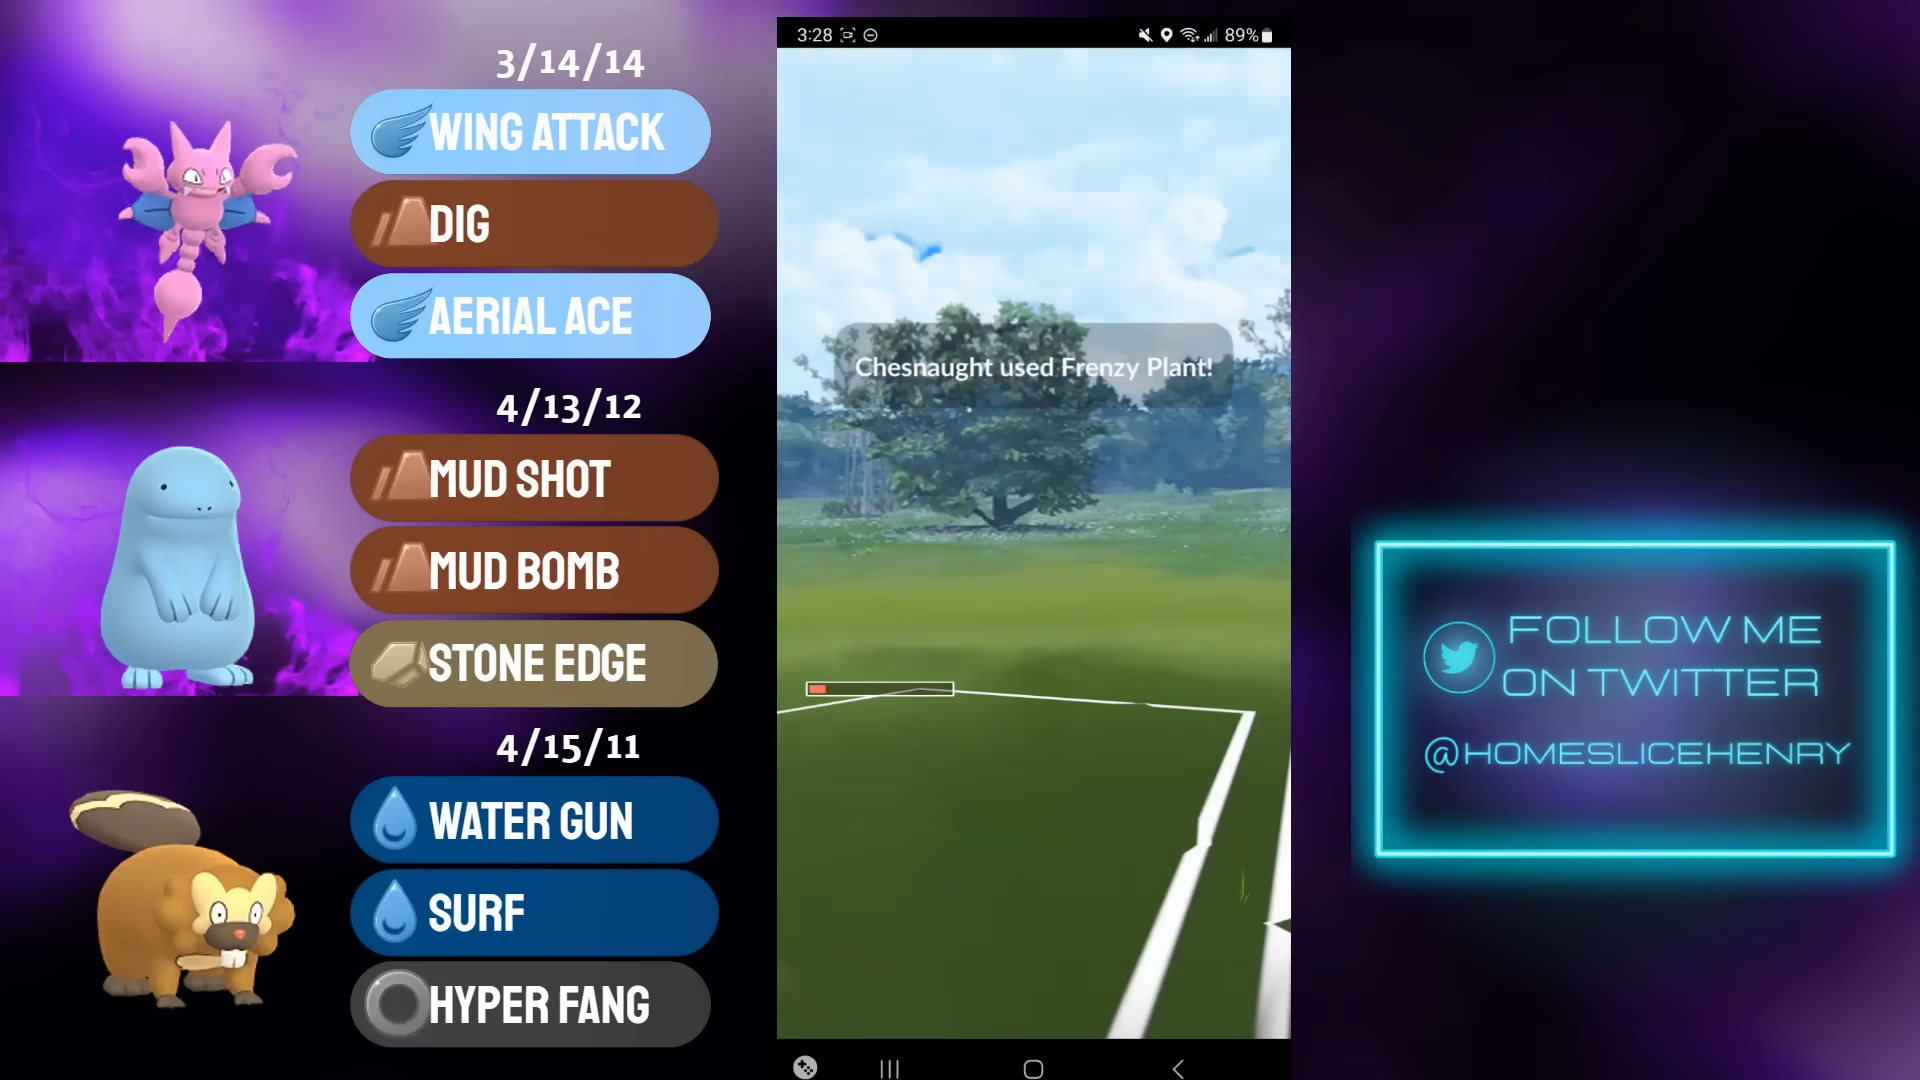 3/14/14
WING ATTACK
DIG
AERIAL ACE
4/13/12
MUD SHOT
MUD BOMB
STONE EDGE
4/15/11
WATER GUN
SURF
HYPER FANG
3:28
89%
Chesnaught used Frenzy Plant!
FOLLOW ME
ON TWITTER
@HOMESLICEHENRY